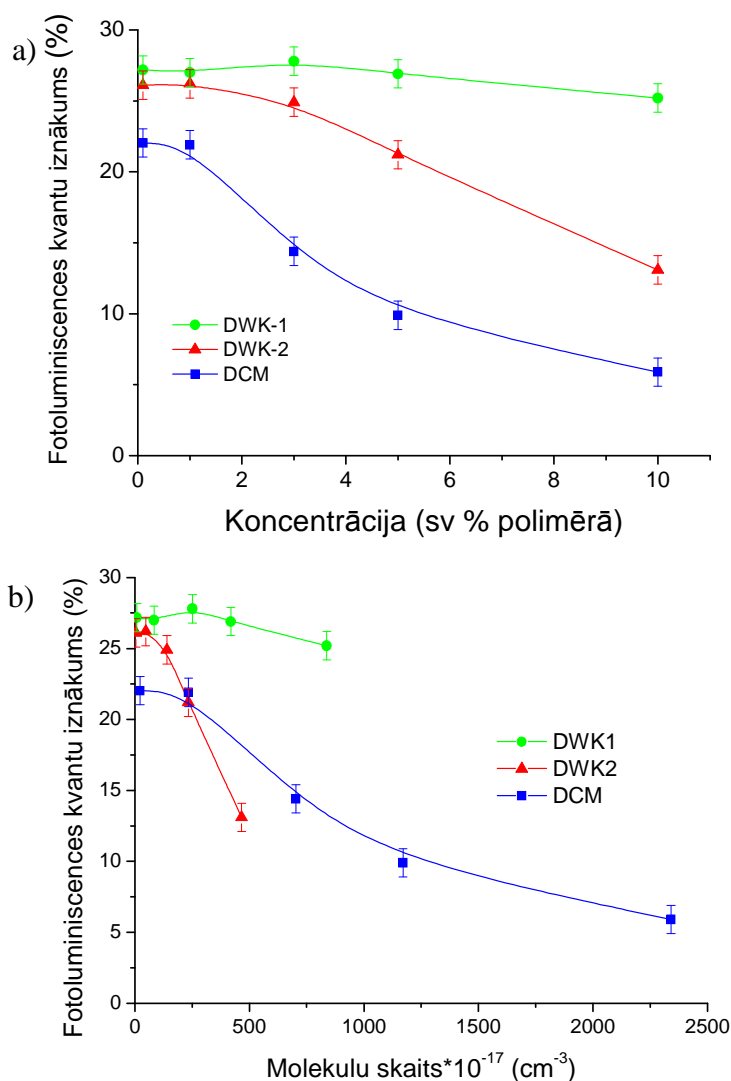 a)
Fotoluminiscences kvantu iznākums (%)
30
20
10
0
DWK-1
DWK-2
DCM
0 2 4 6 8 10
Koncentrācija (sv % polimērā)
b)
Fotoluminiscences kvantu iznākums (%)
30
25
20
15
10
5
0
DWK1
DWK2
DCM
0 500 1000 1500 2000 2500
Molekulu skaits*10⁻¹⁷ (cm⁻³)